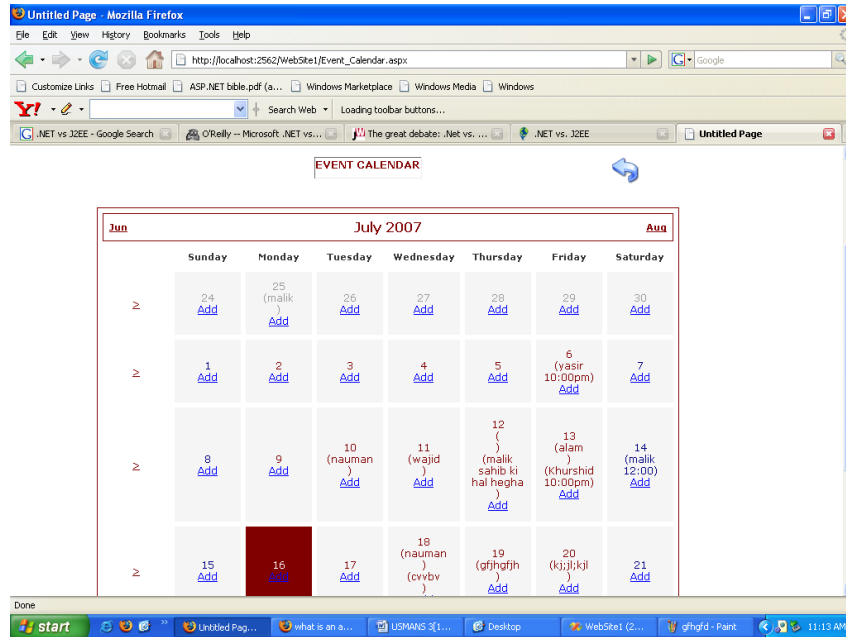 Untitled Page - Mozilla Firefox
File Edit View History Bookmarks Tools Help
http://localhost:2562/WebSite1/Event_Calendar.aspx
Google
Customize Links Free Hotmail ASP.NET bible.pdf (a... Windows Marketplace Windows Media Windows
Y! Search Web Loading toolbar buttons...
.NET vs J2EE - Google Search O'Reilly -- Microsoft .NET vs... The great debate: .Net vs. ... .NET vs. J2EE Untitled Page
EVENT CALENDAR
Jun July 2007 Aug
Sunday Monday Tuesday Wednesday Thursday Friday Saturday
> 24 Add 25 (malik ) Add 26 Add 27 Add 28 Add 29 Add 30 Add
> 1 Add 2 Add 3 Add 4 Add 5 Add 6 (yasir 10:00pm) Add 7 Add
> 8 Add 9 Add 10 (nauman ) Add 11 (wajid ) Add 12 ( ) (malik sahib ki hal hegha ) Add 13 (alam ) (Khurshid 10:00pm) Add 14 (malik 12:00) Add
> 15 Add 16 Add 17 Add 18 (nauman ) (cvvbv ) 19 (gfjhgfjh ) Add 20 (kj;jl;kjl ) Add 21 Add
Done
start Untitled Pag... what is an a... USMANS 3[1... Desktop WebSite1 (2... gfhgfd - Paint 11:13 AM